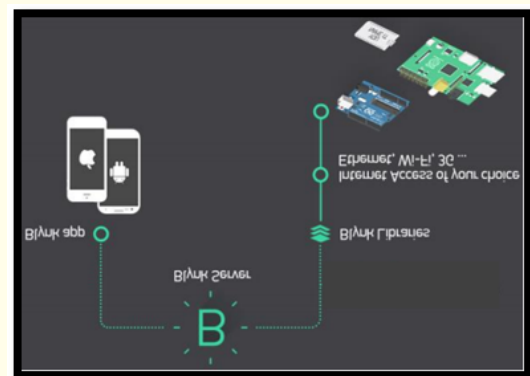 Ethernet, Wi-Fi, 3G ...
Internet Access of your choice
Blynk app
Blynk Libraries
Blynk Server
B